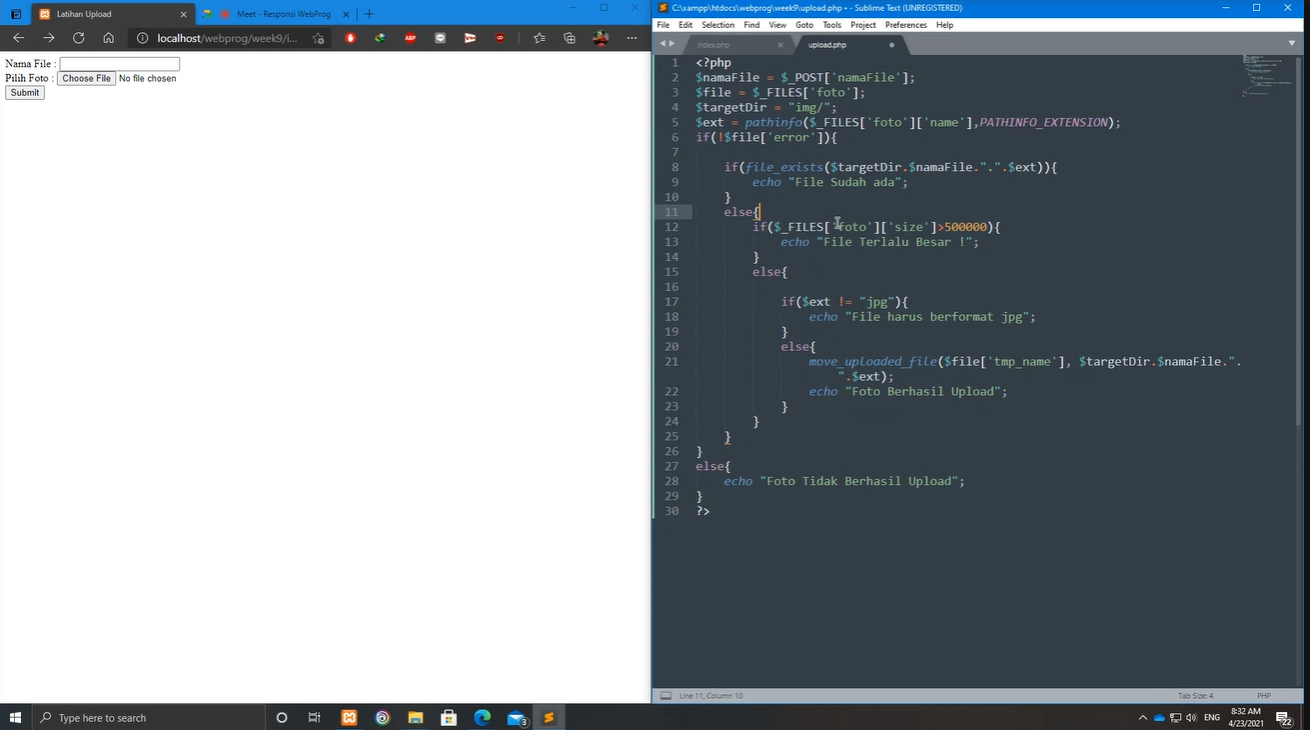 Latihan Upload
Meet - Responsi WebProg
localhost/webprog/week9/i...
Nama File :
Pilih Foto : Choose File No file chosen
Submit
C:\xampp\htdocs\webprog\week9\upload.php • - Sublime Text (UNREGISTERED)
File Edit Selection Find View Goto Tools Project Preferences Help
index.php upload.php
1 <?php
2 $namaFile = $_POST['namaFile'];
3 $file = $_FILES['foto'];
4 $targetDir = "img/";
5 $ext = pathinfo($_FILES['foto']['name'],PATHINFO_EXTENSION);
6 if(!$file['error']){
7
8 if(file_exists($targetDir.$namaFile.".".$ext)){
9 echo "File Sudah ada";
10 }
11 else{
12 if($_FILES['foto']['size']>500000){
13 echo "File Terlalu Besar !";
14 }
15 else{
16
17 if($ext != "jpg"){
18 echo "File harus berformat jpg";
19 }
20 else{
21 move_uploaded_file($file['tmp_name'], $targetDir.$namaFile.".
".$ext);
22 echo "Foto Berhasil Upload";
23 }
24 }
25 }
26 }
27 else{
28 echo "Foto Tidak Berhasil Upload";
29 }
30 ?>
Line 11, Column 10 Tab Size: 4 PHP
Type here to search
3
ENG
8:32 AM
4/23/2021
22